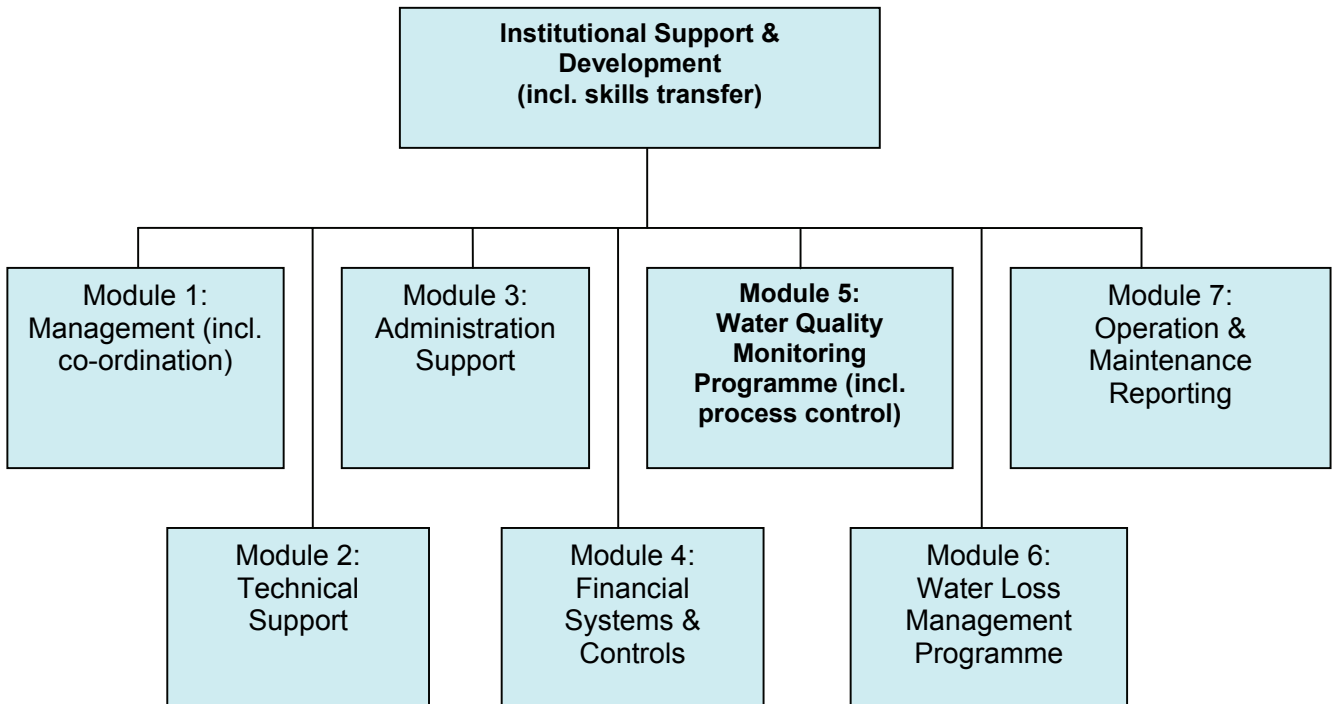 Institutional Support &
Development
(incl. skills transfer)
Module 1:
Management (incl.
co-ordination)
Module 3:
Administration
Support
Module 5:
Water Quality
Monitoring
Programme (incl.
process control)
Module 7:
Operation &
Maintenance
Reporting
Module 2:
Technical
Support
Module 4:
Financial
Systems &
Controls
Module 6:
Water Loss
Management
Programme